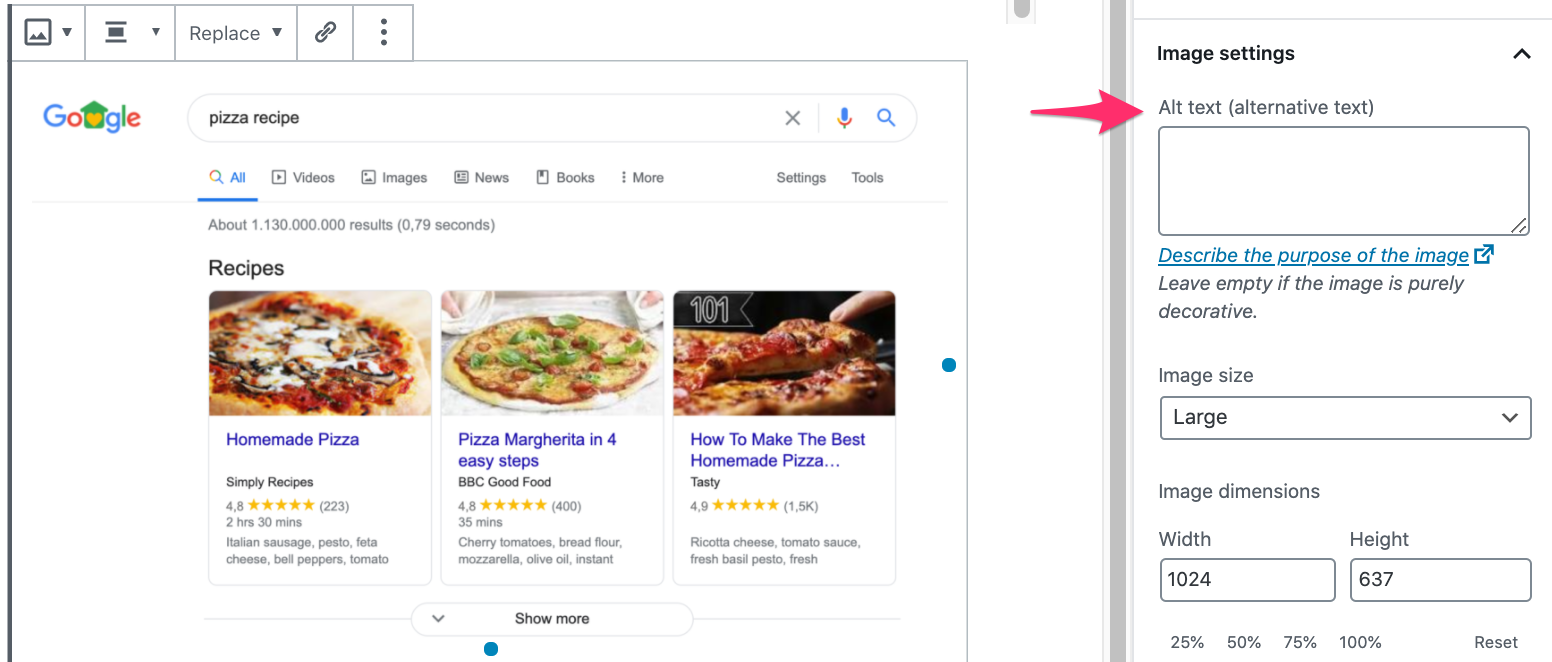 Replace
Google
pizza recipe
All
Videos
Images
News
Books
More
Settings
Tools
About 1.130.000.000 results (0,79 seconds)
Recipes
101
Homemade Pizza
Simply Recipes
4,8 ★★★★★ (223)
2 hrs 30 mins
Italian sausage, pesto, feta
cheese, bell peppers, tomato
Pizza Margherita in 4
easy steps
BBC Good Food
4,8 ★★★★★ (400)
35 mins
Cherry tomatoes, bread flour,
mozzarella, olive oil, instant
How To Make The Best
Homemade Pizza…
Tasty
4,9 ★★★★★ (1,5K)
Ricotta cheese, tomato sauce,
fresh basil pesto, fresh
Show more
Image settings
Alt text (alternative text)
Describe the purpose of the image
Leave empty if the image is purely
decorative.
Image size
Large
Image dimensions
Width
Height
1024
637
25%
50%
75%
100%
Reset